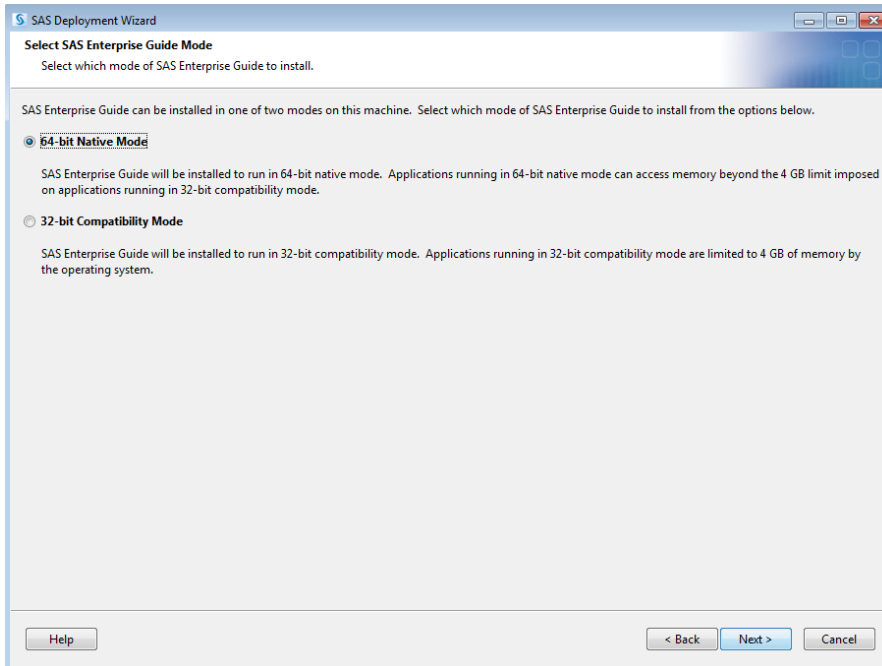 SAS Deployment Wizard
Select SAS Enterprise Guide Mode
Select which mode of SAS Enterprise Guide to install.
SAS Enterprise Guide can be installed in one of two modes on this machine.  Select which mode of SAS Enterprise Guide to install from the options below.
64-bit Native Mode
SAS Enterprise Guide will be installed to run in 64-bit native mode.  Applications running in 64-bit native mode can access memory beyond the 4 GB limit imposed
on applications running in 32-bit compatibility mode.
32-bit Compatibility Mode
SAS Enterprise Guide will be installed to run in 32-bit compatibility mode.  Applications running in 32-bit compatibility mode are limited to 4 GB of memory by
the operating system.
Help
< Back
Next >
Cancel